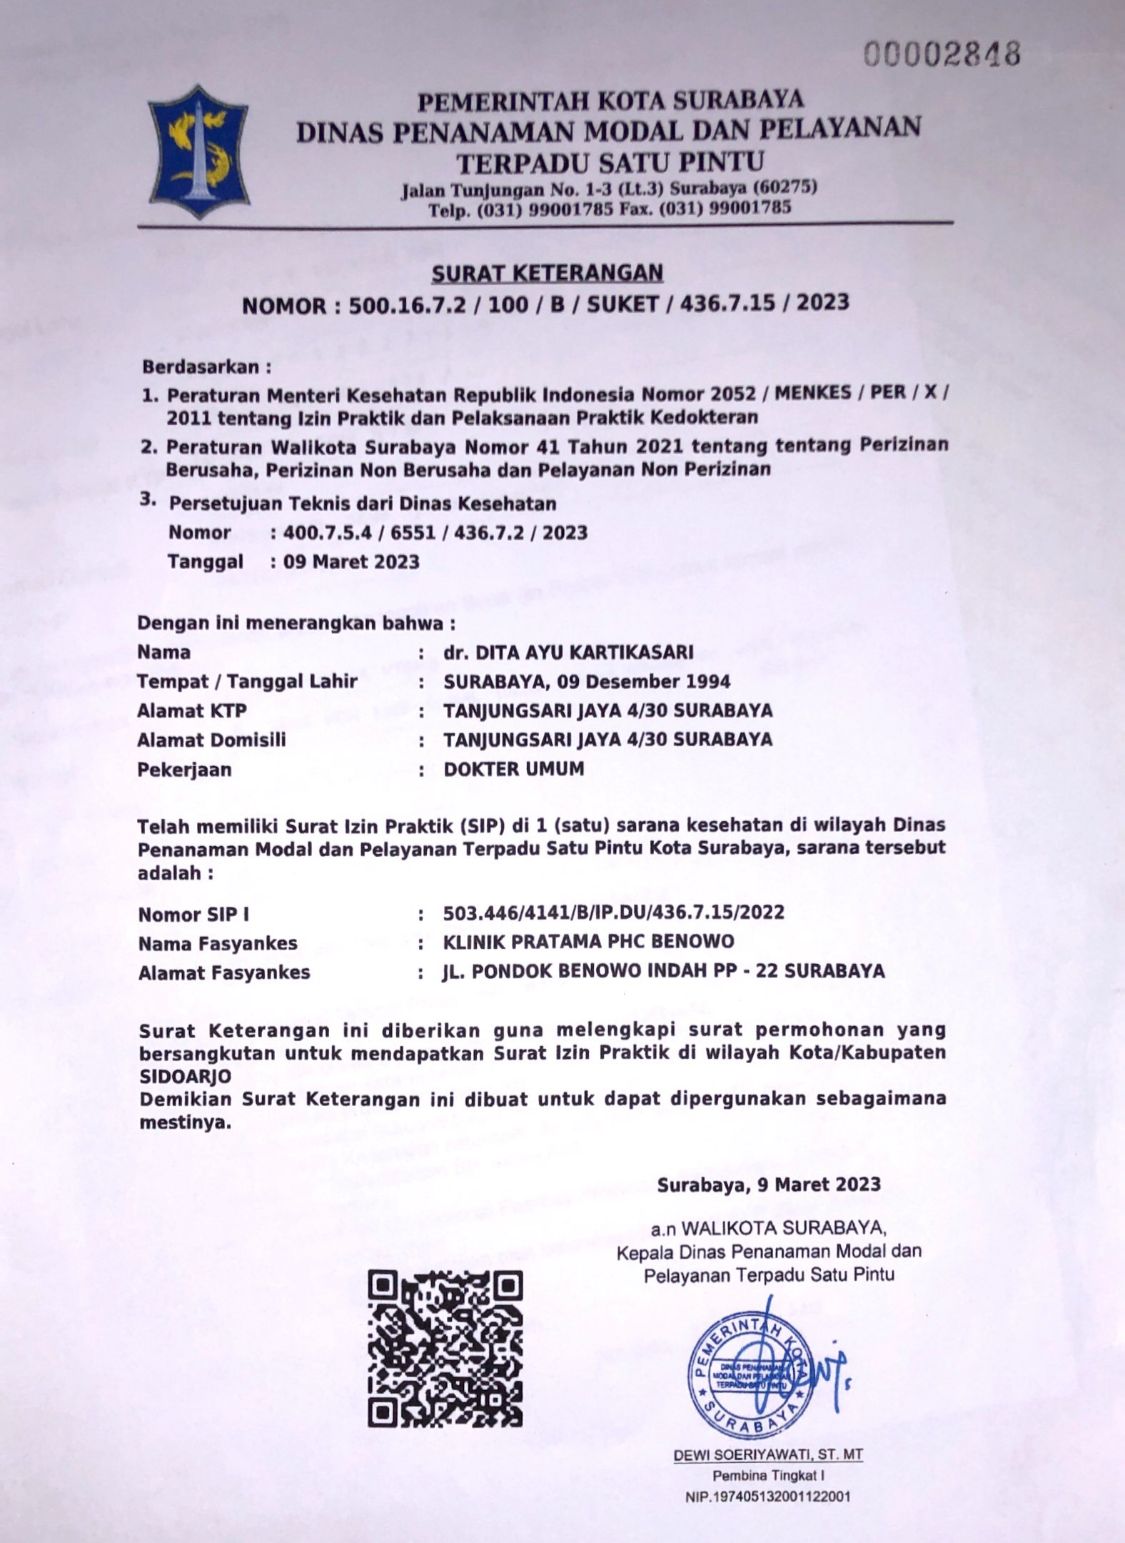 00002848
PEMERINTAH KOTA SURABAYA
DINAS PENANAMAN MODAL DAN PELAYANAN
TERPADU SATU PINTU
Jalan Tunjungan No. 1-3 (Lt.3) Surabaya (60275)
Telp. (031) 99001785 Fax. (031) 99001785
SURAT KETERANGAN
NOMOR : 500.16.7.2 / 100 / B / SUKET / 436.7.15 / 2023
Berdasarkan :
1. Peraturan Menteri Kesehatan Republik Indonesia Nomor 2052 / MENKES / PER / X /
2011 tentang Izin Praktik dan Pelaksanaan Praktik Kedokteran
2. Peraturan Walikota Surabaya Nomor 41 Tahun 2021 tentang tentang Perizinan
Berusaha, Perizinan Non Berusaha dan Pelayanan Non Perizinan
3. Persetujuan Teknis dari Dinas Kesehatan
Nomor : 400.7.5.4 / 6551 / 436.7.2 / 2023
Tanggal : 09 Maret 2023
Dengan ini menerangkan bahwa :
Nama : dr. DITA AYU KARTIKASARI
Tempat / Tanggal Lahir : SURABAYA, 09 Desember 1994
Alamat KTP : TANJUNGSARI JAYA 4/30 SURABAYA
Alamat Domisili : TANJUNGSARI JAYA 4/30 SURABAYA
Pekerjaan : DOKTER UMUM
Telah memiliki Surat Izin Praktik (SIP) di 1 (satu) sarana kesehatan di wilayah Dinas
Penanaman Modal dan Pelayanan Terpadu Satu Pintu Kota Surabaya, sarana tersebut
adalah :
Nomor SIP I : 503.446/4141/B/IP.DU/436.7.15/2022
Nama Fasyankes : KLINIK PRATAMA PHC BENOWO
Alamat Fasyankes : JL. PONDOK BENOWO INDAH PP - 22 SURABAYA
Surat Keterangan ini diberikan guna melengkapi surat permohonan yang
bersangkutan untuk mendapatkan Surat Izin Praktik di wilayah Kota/Kabupaten
SIDOARJO
Demikian Surat Keterangan ini dibuat untuk dapat dipergunakan sebagaimana
mestinya.
Surabaya, 9 Maret 2023
a.n WALIKOTA SURABAYA,
Kepala Dinas Penanaman Modal dan
Pelayanan Terpadu Satu Pintu
PEMERINTAH KOTA
DINAS PENANAMAN
MODAL DAN PELAYANAN
TERPADU SATU PINTU
SURABAYA
DEWI SOERIYAWATI, ST. MT
Pembina Tingkat I
NIP.197405132001122001